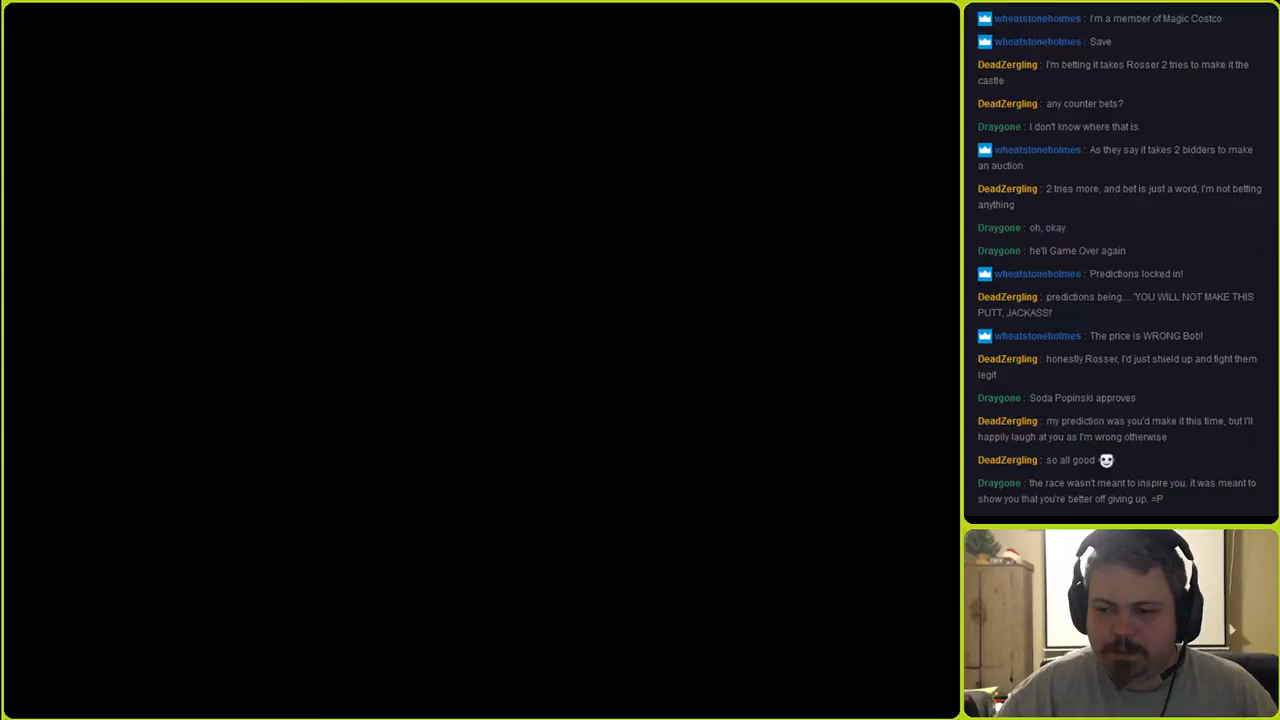 wheatstoneholmes : I'm a member of Magic Costco
wheatstoneholmes : Save
DeadZergling : I'm betting it takes Rosser 2 tries to make it the
castle
DeadZergling : any counter bets?
Draygone : I don't know where that is.
wheatstoneholmes : As they say it takes 2 bidders to make
an auction
DeadZergling : 2 tries more, and bet is just a word, I'm not betting
anything
Draygone : oh, okay.
Draygone : he'll Game Over again
wheatstoneholmes : Predictions locked in!
DeadZergling : predictions being.... 'YOU WILL NOT MAKE THIS
PUTT, JACKASS!'
wheatstoneholmes : The price is WRONG Bob!
DeadZergling : honestly Rosser, I'd just shield up and fight them
legit
Draygone : Soda Popinski approves
DeadZergling : my prediction was you'd make it this time, but I'll
happily laugh at you as I'm wrong otherwise
DeadZergling : so all good
Draygone : the race wasn't meant to inspire you. it was meant to
show you that you're better off giving up. =P